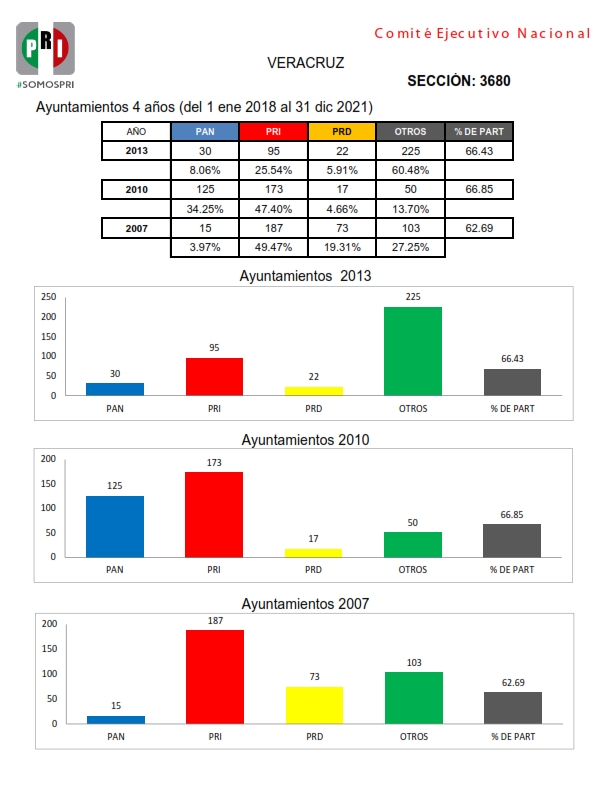 Comité Ejecutivo Nacional
PRI
#SOMOSPRI
VERACRUZ
SECCIÓN: 3680
Ayuntamientos 4 años (del 1 ene 2018 al 31 dic 2021)
AÑO PAN PRI PRD OTROS % DE PART
2013 30 95 22 225 66.43
8.06% 25.54% 5.91% 60.48%
2010 125 173 17 50 66.85
34.25% 47.40% 4.66% 13.70%
2007 15 187 73 103 62.69
3.97% 49.47% 19.31% 27.25%
Ayuntamientos 2013
250
200
150
100
50
0
30 95 22 225 66.43
PAN PRI PRD OTROS % DE PART
Ayuntamientos 2010
200
150
100
50
0
125 173 17 50 66.85
PAN PRI PRD OTROS % DE PART
Ayuntamientos 2007
200
150
100
50
0
15 187 73 103 62.69
PAN PRI PRD OTROS % DE PART